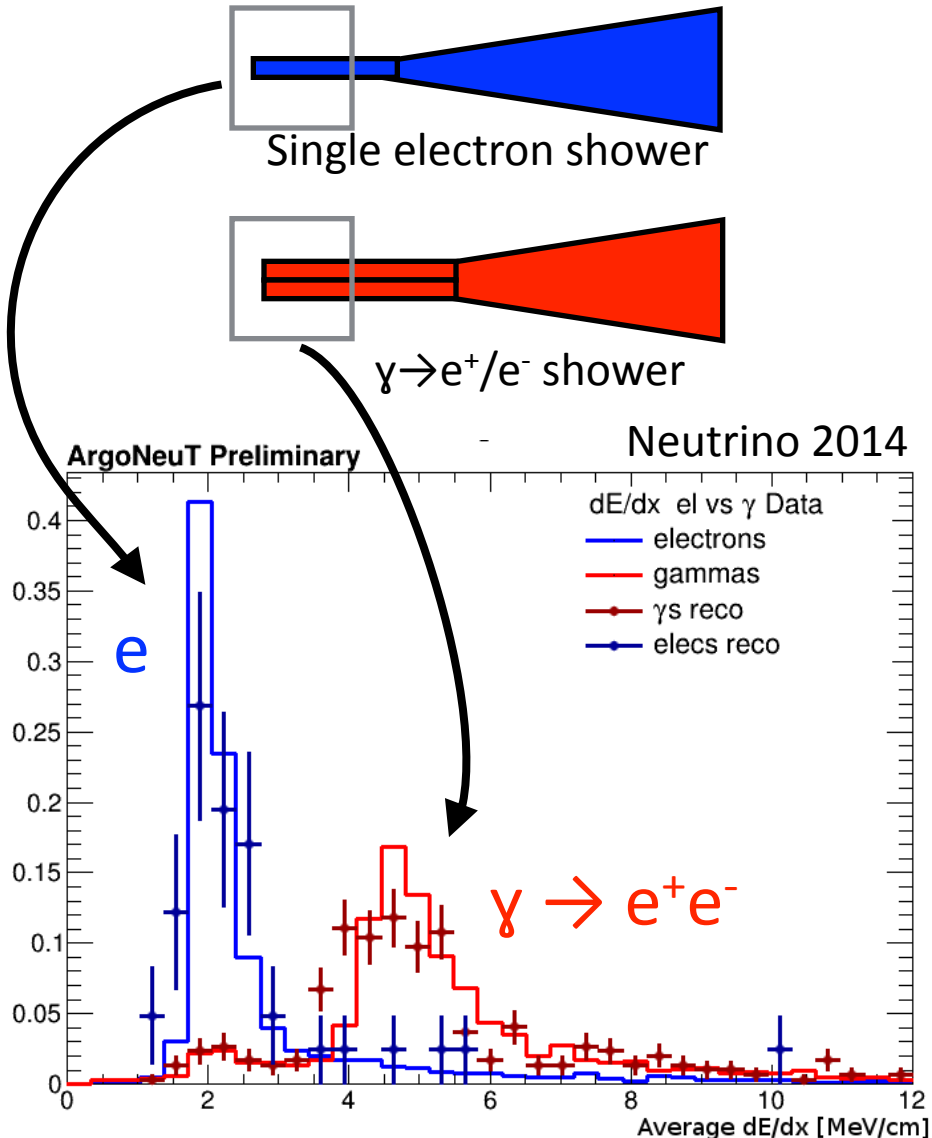 Single electron shower
γ→e⁺/e⁻ shower
-
Neutrino 2014
ArgoNeuT Preliminary
dE/dx el vs γ Data
electrons
gammas
γs reco
elecs reco
e
γ → e⁺e⁻
0.4
0.35
0.3
0.25
0.2
0.15
0.1
0.05
0
0 2 4 6 8 10 12
Average dE/dx [MeV/cm]